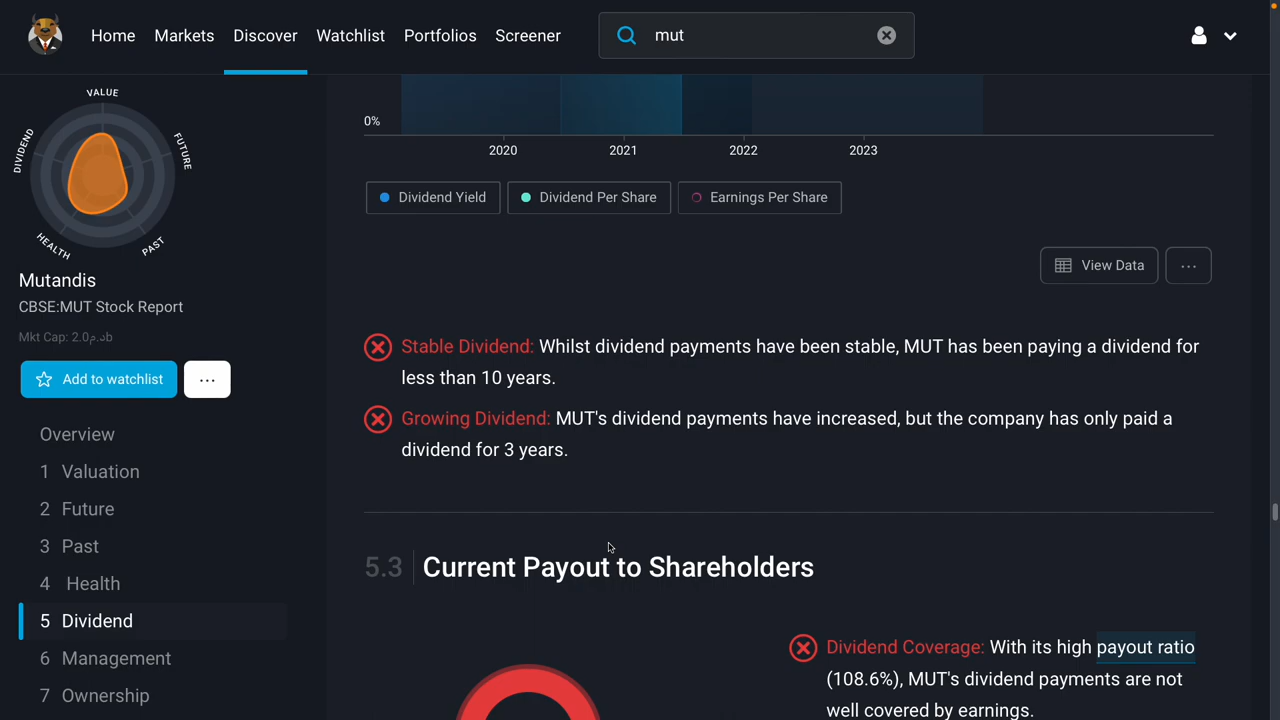 Home Markets Discover Watchlist Portfolios Screener
mut
VALUE
FUTURE
PAST
HEALTH
DIVIDEND
Mutandis
CBSE:MUT Stock Report
Mkt Cap: د.م.2.0b
Add to watchlist
...
Overview
1 Valuation
2 Future
3 Past
4 Health
5 Dividend
6 Management
7 Ownership
0%
2020 2021 2022 2023
Dividend Yield Dividend Per Share Earnings Per Share
View Data ...
Stable Dividend: Whilst dividend payments have been stable, MUT has been paying a dividend for
less than 10 years.
Growing Dividend: MUT's dividend payments have increased, but the company has only paid a
dividend for 3 years.
5.3 Current Payout to Shareholders
Dividend Coverage: With its high payout ratio
(108.6%), MUT's dividend payments are not
well covered by earnings.